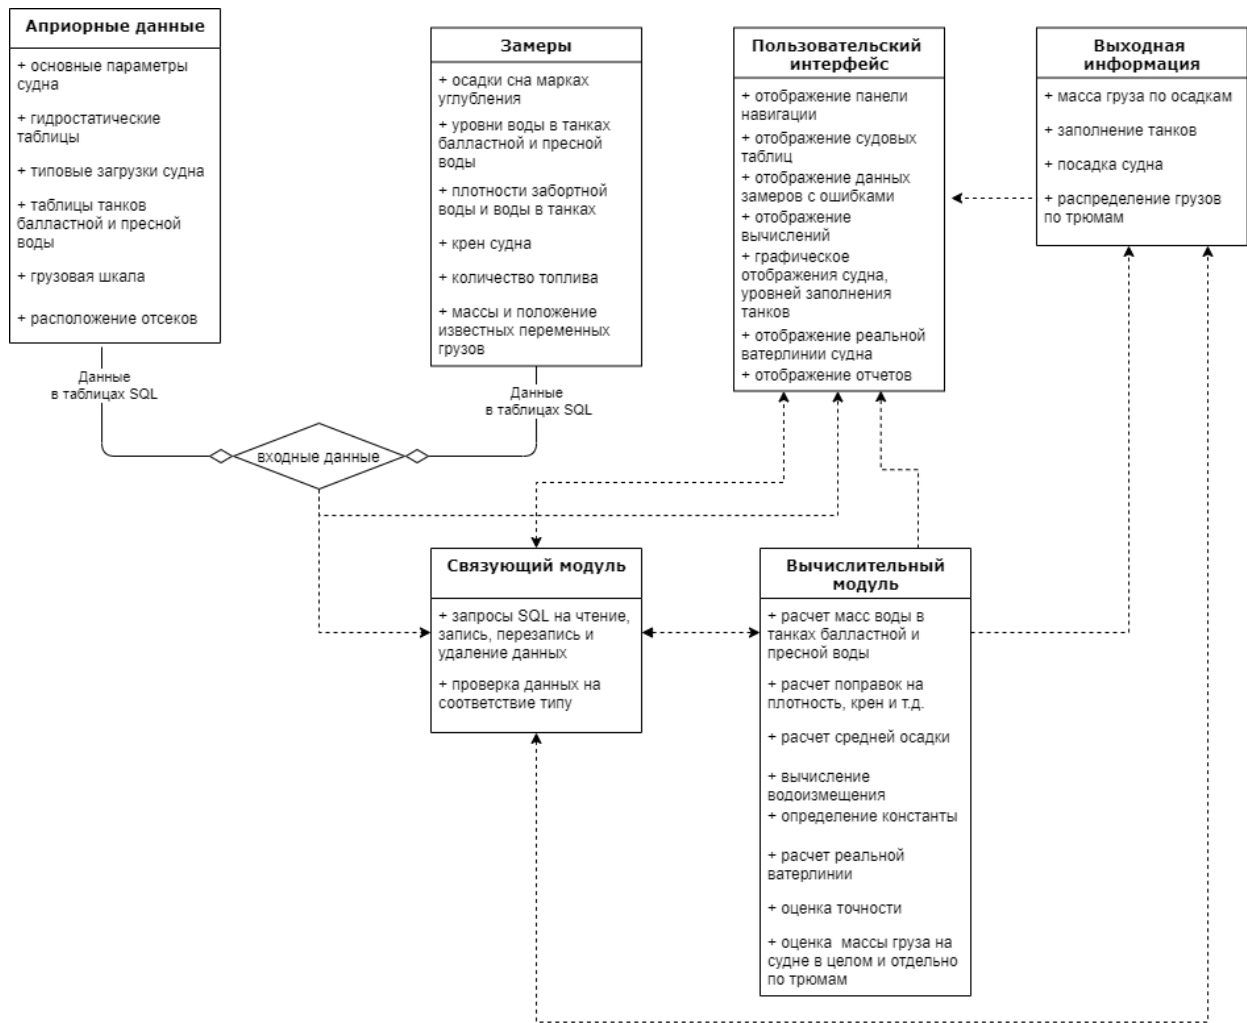 Априорные данные
+ основные параметры
судна
+ гидростатические
таблицы
+ типовые загрузки судна
+ таблицы танков
балластной и пресной
воды
+ грузовая шкала
+ расположение отсеков
Замеры
+ осадки сна марках
углубления
+ уровни воды в танках
балластной и пресной
воды
+ плотности забортной
воды и воды в танках
+ крен судна
+ количество топлива
+ массы и положение
известных переменных
грузов
Пользовательский
интерфейс
+ отображение панели
навигации
+ отображение судовых
таблиц
+ отображение данных
замеров с ошибками
+ отображение
вычислений
+ графическое
отображения судна,
уровней заполнения
танков
+ отображение реальной
ватерлинии судна
+ отображение отчетов
Выходная
информация
+ масса груза по осадкам
+ заполнение танков
+ посадка судна
+ распределение грузов
по трюмам
Данные
в таблицах SQL
Данные
в таблицах SQL
входные данные
Связующий модуль
+ запросы SQL на чтение,
запись, перезапись и
удаление данных
+ проверка данных на
соответствие типу
Вычислительный
модуль
+ расчет масс воды в
танках балластной и
пресной воды
+ расчет поправок на
плотность, крен и т.д.
+ расчет средней осадки
+ вычисление
водоизмещения
+ определение константы
+ расчет реальной
ватерлинии
+ оценка точности
+ оценка массы груза на
судне в целом и отдельно
по трюмам